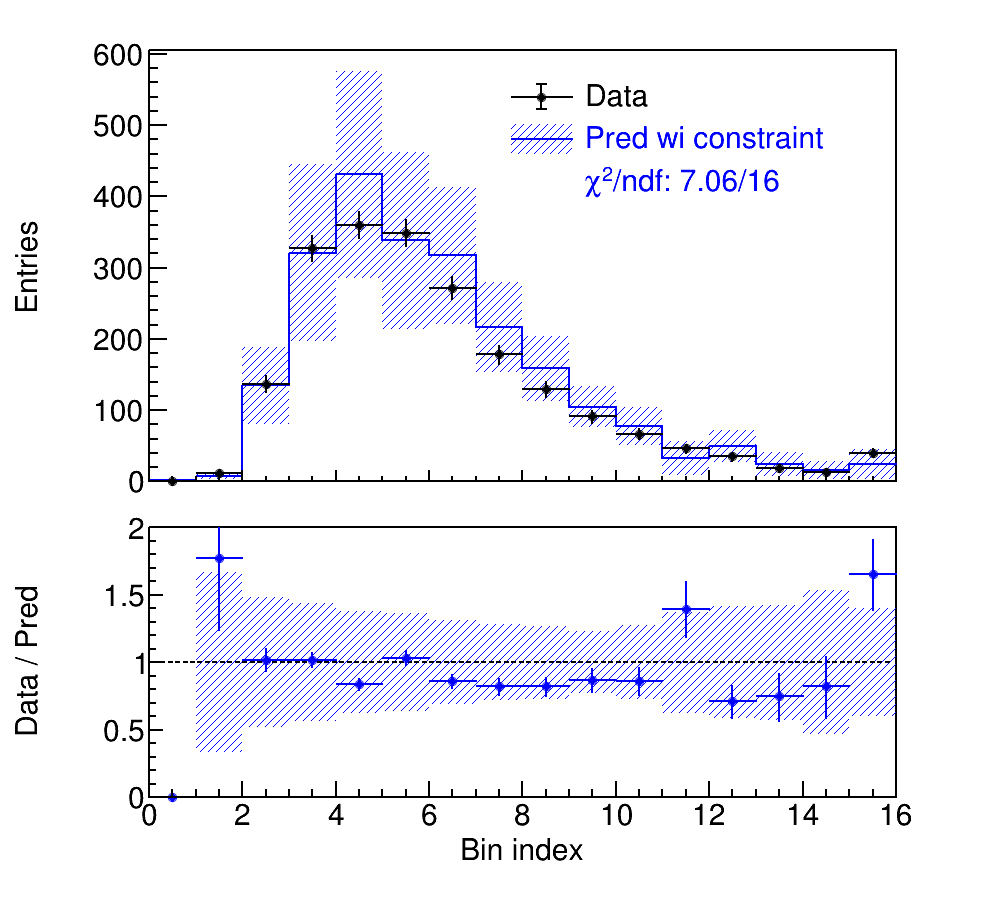 600
500
400
300
200
100
0
Entries
Data
Pred wi constraint
χ²/ndf: 7.06/16
2
1.5
1
0.5
0
Data / Pred
0 2 4 6 8 10 12 14 16
Bin index